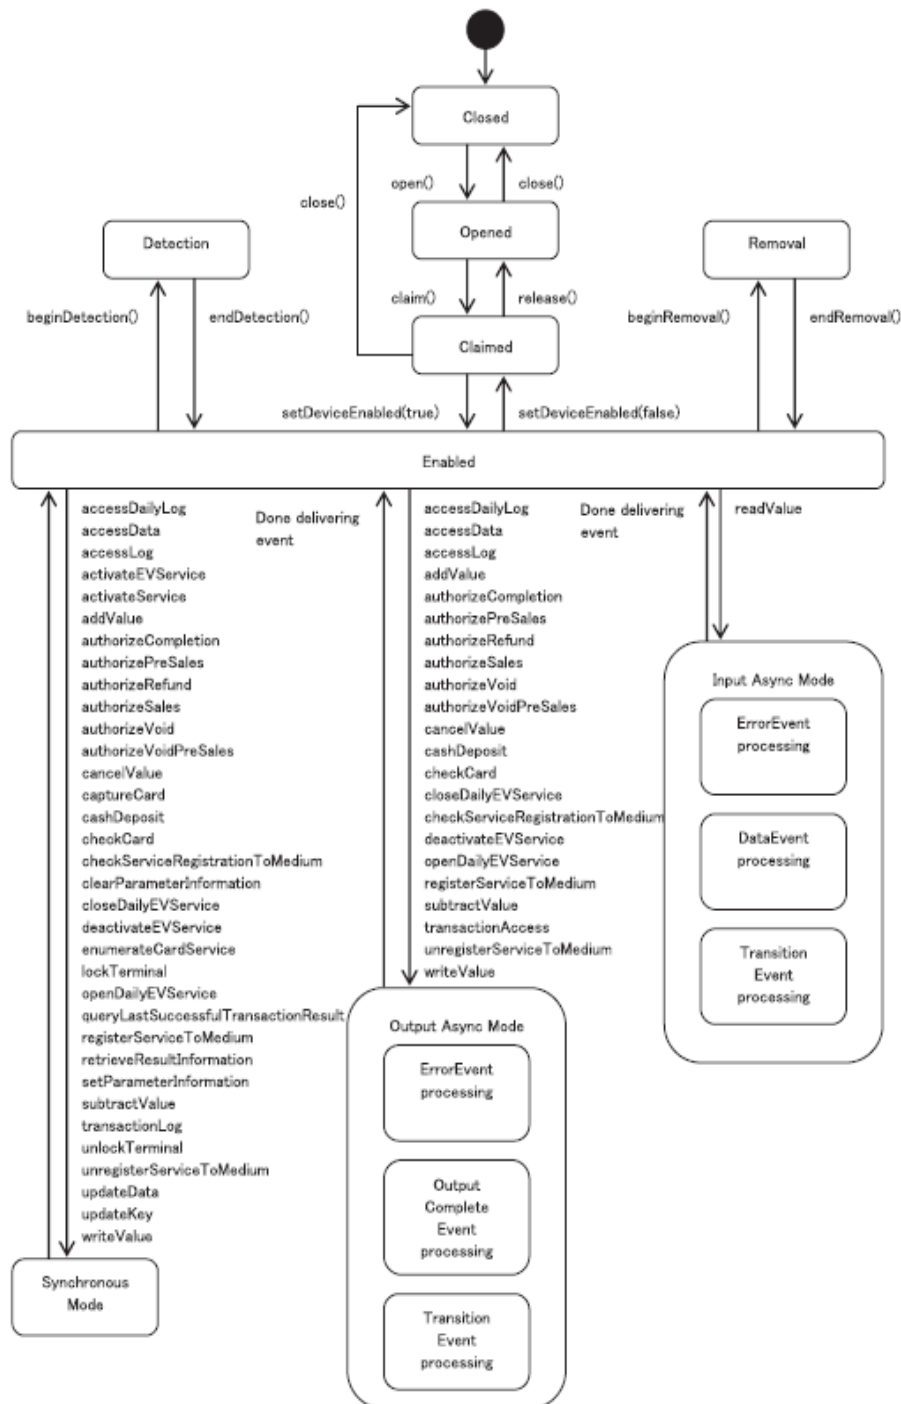 Closed
open()
close()
close()
Detection
Opened
Removal
beginDetection()
endDetection()
claim()
release()
beginRemoval()
endRemoval()
Claimed
setDeviceEnabled(true)
setDeviceEnabled(false)
Enabled
accessDailyLog
accessData
accessLog
activateEVService
activateService
addValue
authorizeCompletion
authorizePreSales
authorizeRefund
authorizeSales
authorizeVoid
authorizeVoidPreSales
cancelValue
captureCard
cashDeposit
checkCard
checkServiceRegistrationToMedium
clearParameterInformation
closeDailyEVService
deactivateEVService
enumerateCardService
lockTerminal
openDailyEVService
queryLastSuccessfulTransactionResult
registerServiceToMedium
retrieveResultInformation
setParameterInformation
subtractValue
transactionLog
unlockTerminal
unregisterServiceToMedium
updateData
updateKey
writeValue
Synchronous
Mode
Done delivering
event
accessDailyLog
accessData
accessLog
addValue
authorizeCompletion
authorizePreSales
authorizeRefund
authorizeSales
authorizeVoid
authorizeVoidPreSales
cancelValue
cashDeposit
checkCard
closeDailyEVService
checkServiceRegistrationToMedium
deactivateEVService
openDailyEVService
registerServiceToMedium
subtractValue
transactionAccess
unregisterServiceToMedium
writeValue
Output Async Mode
ErrorEvent
processing
Output
Complete
Event
processing
Transition
Event
processing
Done delivering
event
readValue
Input Async Mode
ErrorEvent
processing
DataEvent
processing
Transition
Event
processing